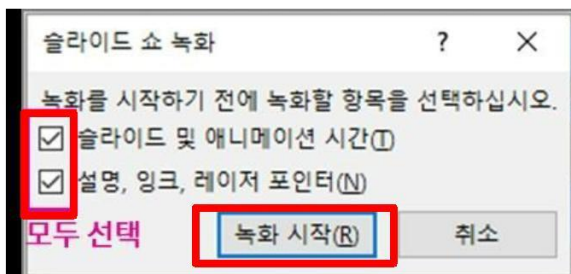 슬라이드 쇼 녹화 ? ×
녹화를 시작하기 전에 녹화할 항목을 선택하십시오.
슬라이드 및 애니메이션 시간(T)
설명, 잉크, 레이저 포인터(N)
모두 선택 녹화 시작(R) 취소